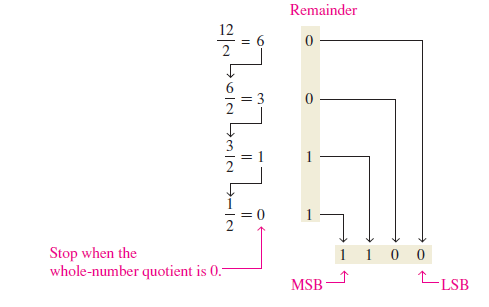 Remainder
12/2 = 6 0
6/2 = 3 0
3/2 = 1 1
1/2 = 0 1
Stop when the
whole-number quotient is 0.
1 1 0 0
MSB LSB